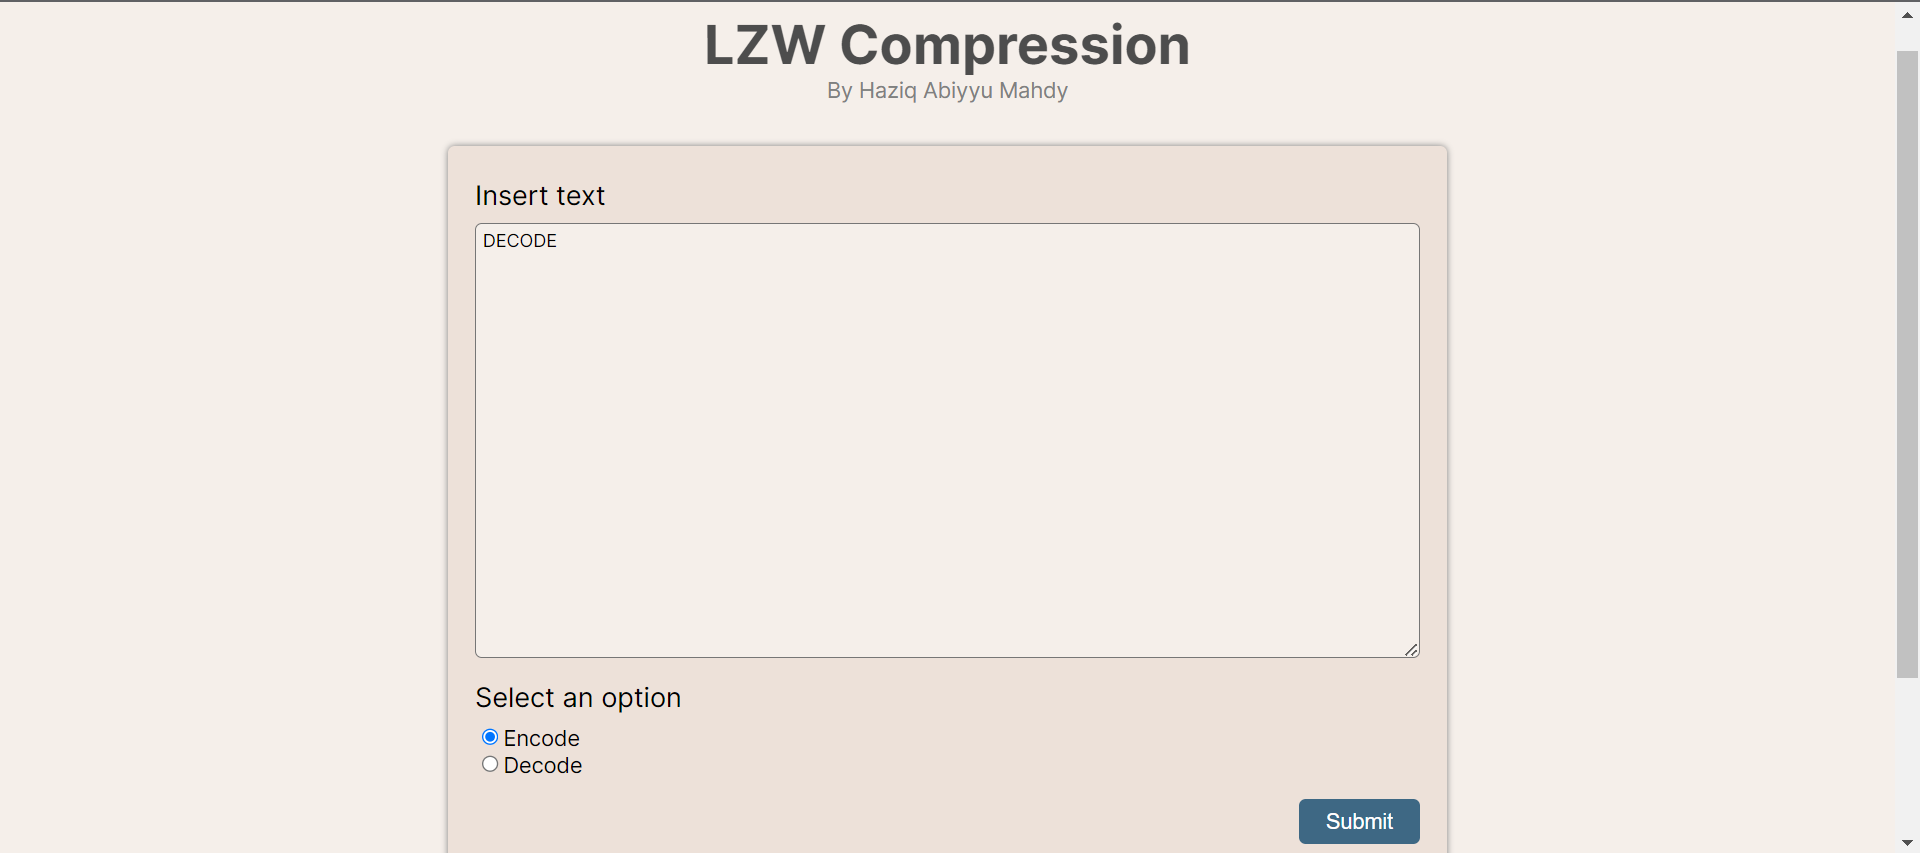 LZW Compression
By Haziq Abiyyu Mahdy
Insert text
DECODE
Select an option
Encode
Decode
Submit